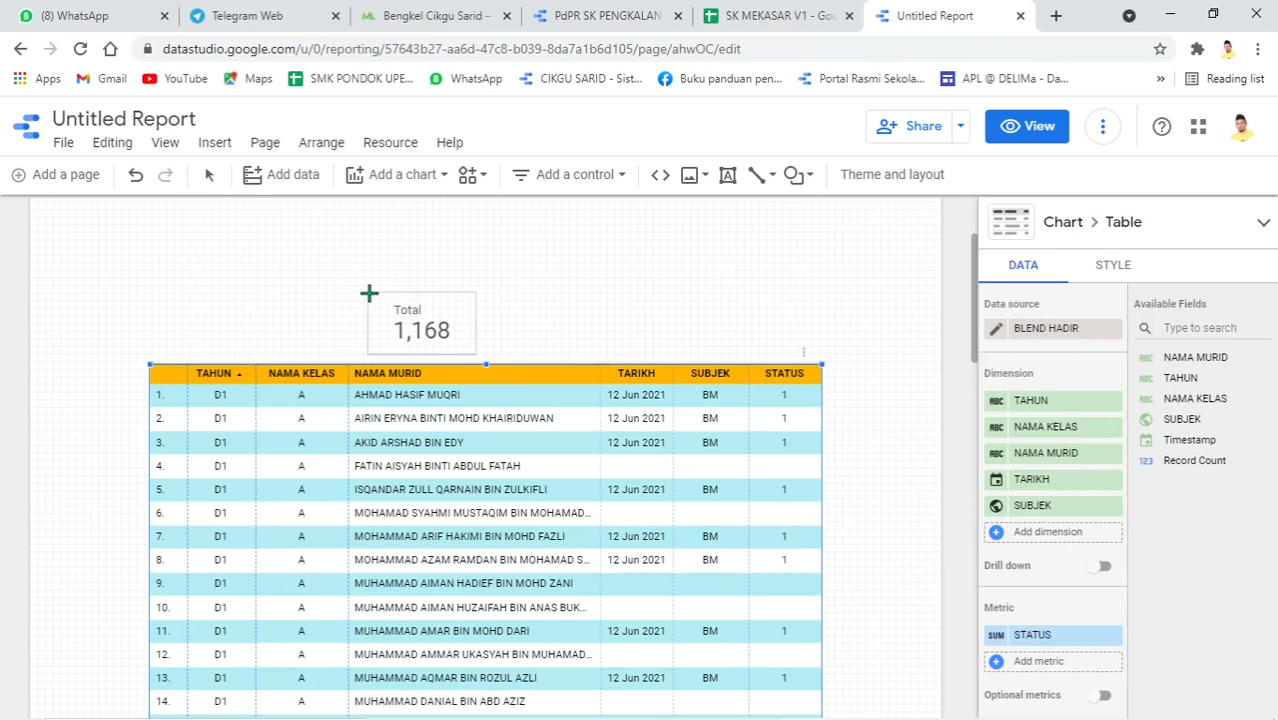 (8) WhatsApp
Telegram Web
Bengkel Cikgu Sarid –
PdPR SK PENGKALAN
SK MEKASAR V1 - Goo
Untitled Report
datastudio.google.com/u/0/reporting/57643b27-aa6d-47c8-b069-8da7a1b6d105/page/ahwOC/edit
Apps
Gmail
YouTube
Maps
SMK PONDOK UPE...
WhatsApp
CIKGU SARID - Sist...
Buku panduan pen...
Portal Rasmi Sekola...
APL @ DELIMa - Da...
»
Reading list
Untitled Report
Share
View
File Edit View Insert Page Arrange Resource Help
Add a page
Add data
Add a chart
Add a control
Theme and layout
Chart > Table
DATA
STYLE
Data source
BLEND HADIR
Available Fields
Type to search
NAMA MURID
TAHUN
NAMA KELAS
SUBJEK
Timestamp
123 Record Count
Dimension
TAHUN
NAMA KELAS
NAMA MURID
TARIKH
SUBJEK
Add dimension
Drill down
Metric
SUM STATUS
Add metric
Optional metrics
Total
1,168
TAHUN NAMA KELAS NAMA MURID TARIKH SUBJEK STATUS
1. D1 A AHMAD HASIF MUQRI 12 Jun 2021 BM 1
2. D1 A AIRIN ERYNA BINTI MOHD KHAIRIDUWAN 12 Jun 2021 BM 1
3. D1 A AKID ARSHAD BIN EDY 12 Jun 2021 BM 1
4. D1 A FATIN AISYAH BINTI ABDUL FATAH
5. D1 A ISQANDAR ZULL QARNAIN BIN ZULKIFLI 12 Jun 2021 BM 1
6. D1 A MOHAMAD SYAHMI MUSTAQIM BIN MOHAMAD...
7. D1 A MOHAMMAD ARIF HAKIMI BIN MOHD FAZLI 12 Jun 2021 BM 1
8. D1 A MOHAMMAD AZAM RAMDAN BIN MOHAMAD S... 12 Jun 2021 BM 1
9. D1 A MUHAMMAD AIMAN HADIEF BIN MOHD ZANI
10. D1 A MUHAMMAD AIMAN HUZAIFAH BIN ANAS BUK...
11. D1 A MUHAMMAD AMAR BIN MOHD DARI 12 Jun 2021 BM 1
12. D1 A MUHAMMAD AMMAR UKASYAH BIN MUHAMAD...
13. D1 A MUHAMMAD AQMAR BIN ROZUL AZLI 12 Jun 2021 BM 1
14. D1 A MUHAMMAD DANIAL BIN ABD AZIZ